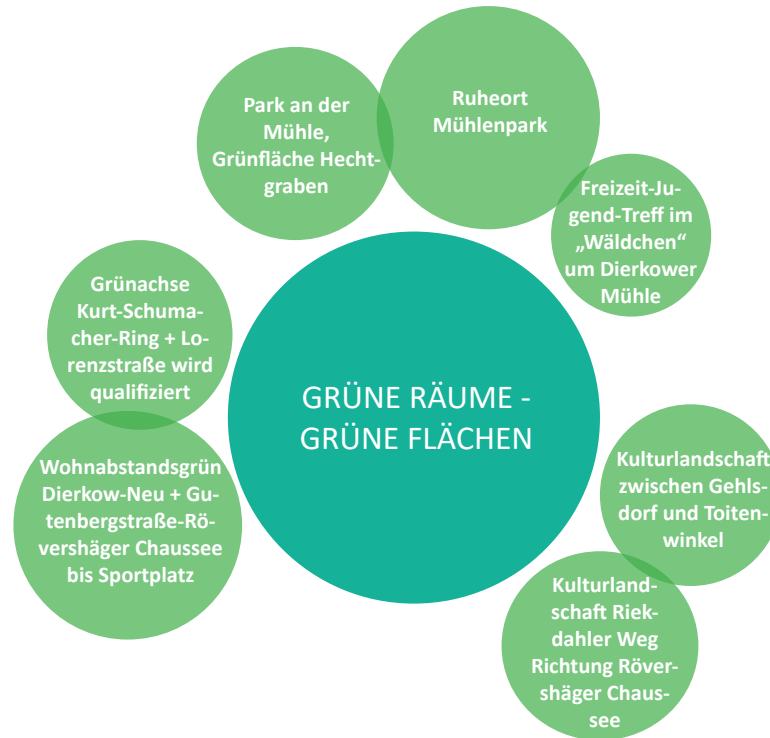 Park an der
Mühle,
Grünfläche Hecht-
graben
Ruheort
Mühlenpark
Freizeit-Ju-
gend-Treff im
„Wäldchen“
um Dierkower
Mühle
Grünachse
Kurt-Schuma-
cher-Ring + Lo-
renzstraße wird
qualifiziert
GRÜNE RÄUME -
GRÜNE FLÄCHEN
Wohnabstandsgrün
Dierkow-Neu + Gu-
tenbergstraße-Rö-
vershäger Chaussee
bis Sportplatz
Kulturlandschaft
zwischen Gehls-
dorf und Toiten-
winkel
Kulturland-
schaft Riek-
dahler Weg
Richtung Röver-
shäger Chaus-
see